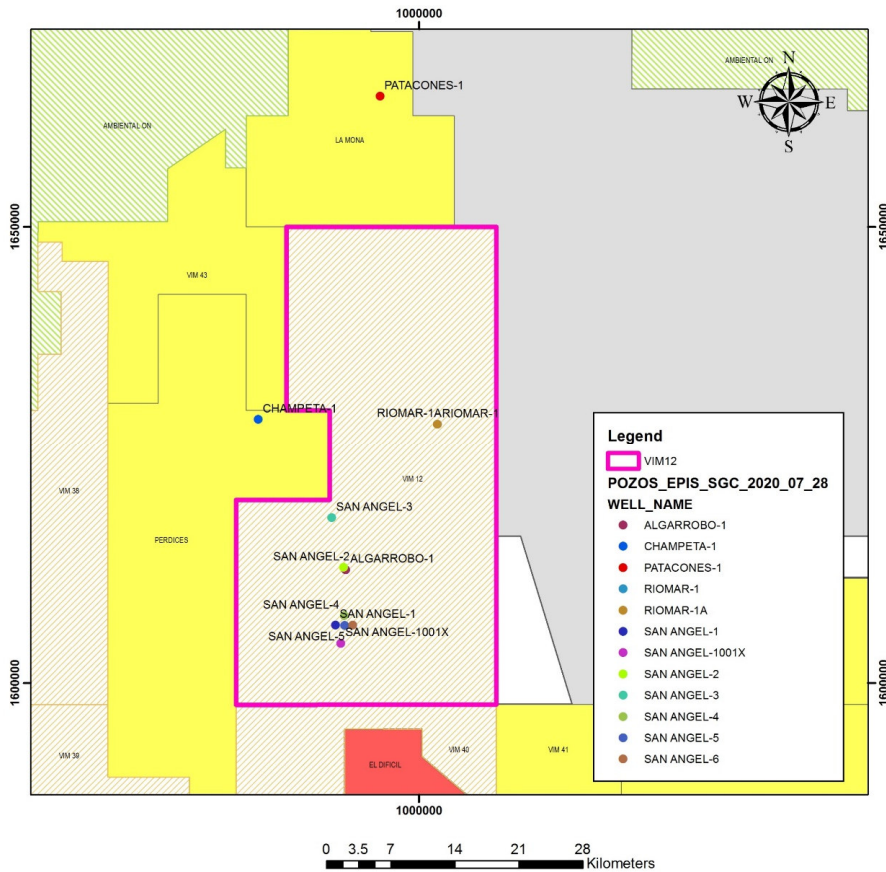 1000000
AMBIENTAL ON
N
PATACONES-1
W
E
AMBIENTAL ON
LA MONA
S
1650000
1650000
VIM 43
CHAMPETA-1
RIOMAR-1ARIOMAR-1
Legend
VIM12
VIM 38
VIM 12
POZOS_EPIS_SGC_2020_07_28
WELL_NAME
SAN ANGEL-3
ALGARROBO-1
PERDICES
CHAMPETA-1
SAN ANGEL-2
ALGARROBO-1
PATACONES-1
RIOMAR-1
SAN ANGEL-4
RIOMAR-1A
SAN ANGEL-1
SAN ANGEL-1
SAN ANGEL-5
SAN ANGEL-1001X
SAN ANGEL-1001X
SAN ANGEL-2
1600000
1600000
SAN ANGEL-3
SAN ANGEL-4
SAN ANGEL-5
SAN ANGEL-6
VIM 39
EL DIFICIL
VIM 40
VIM 41
1000000
0 3.5 7 14 21 28
Kilometers